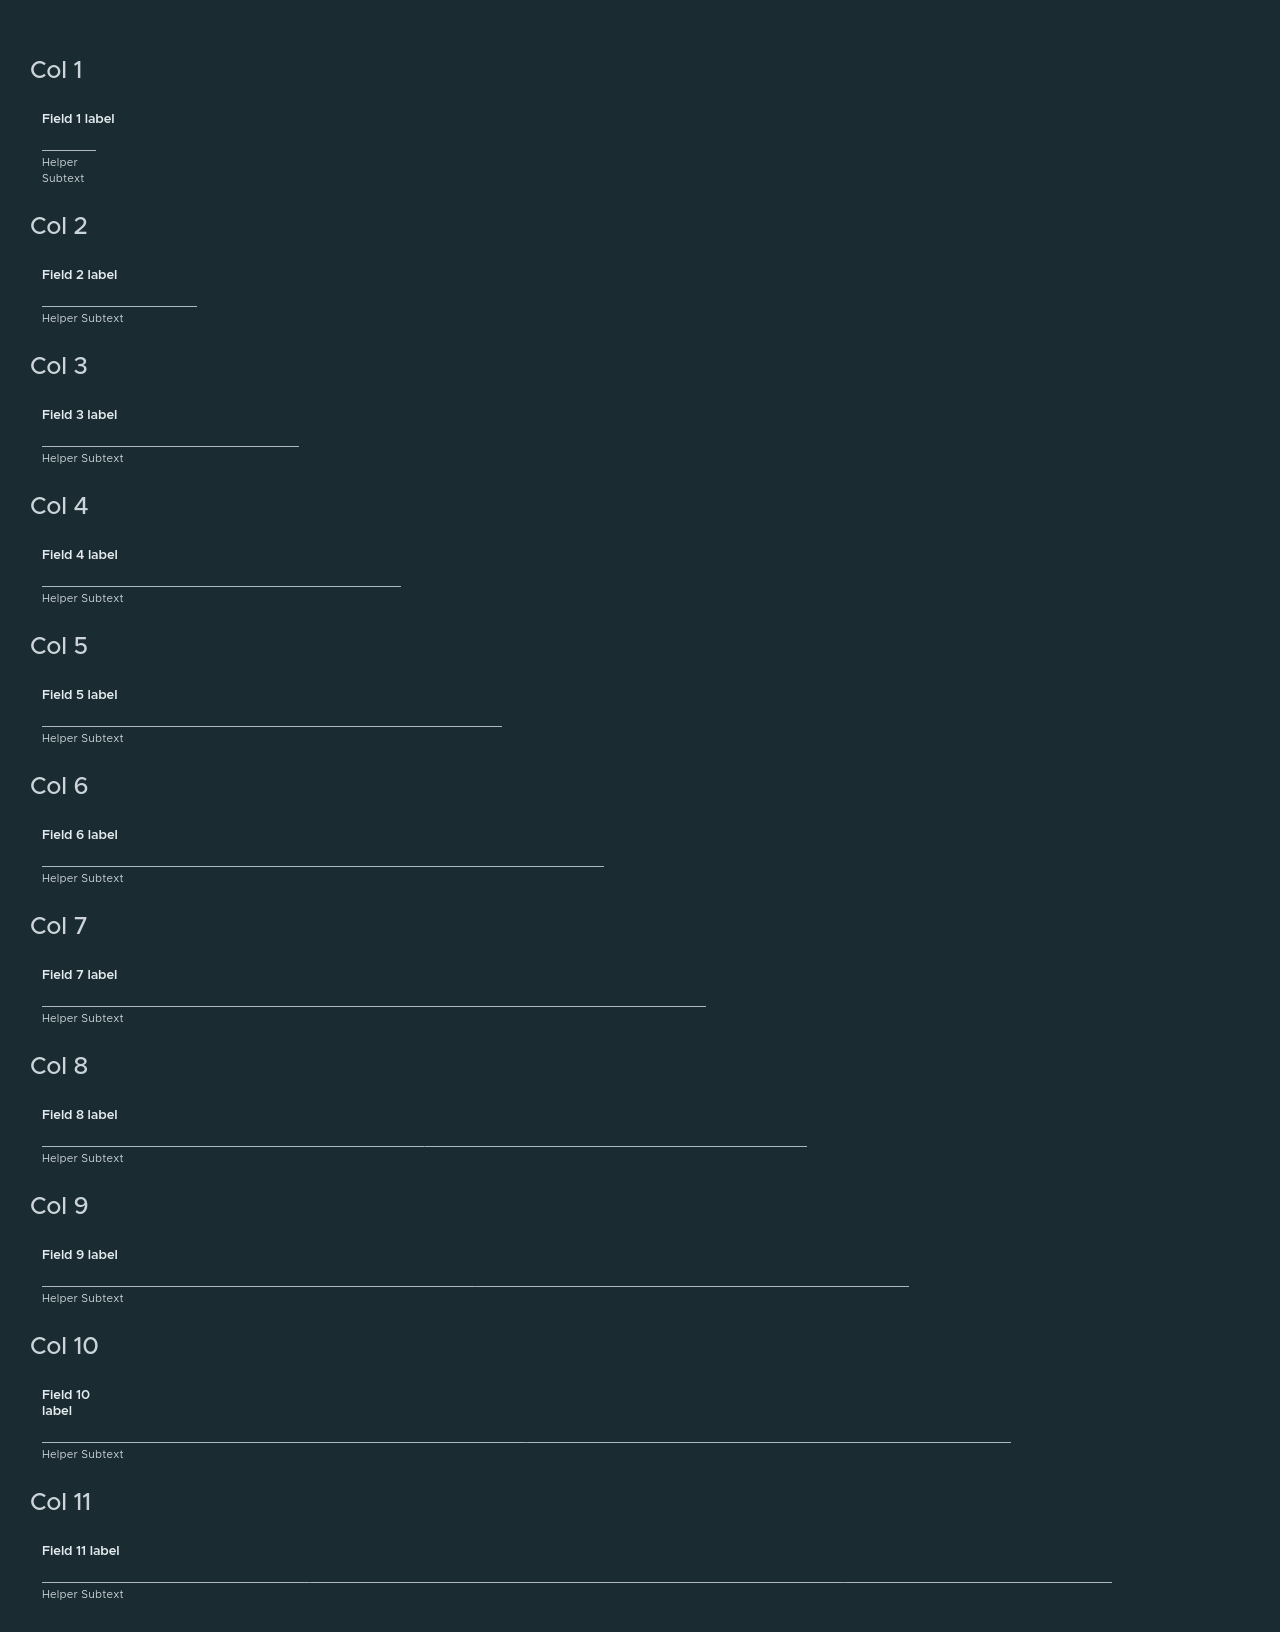 Col 1
Field 1 label
Helper
Subtext
Col 2
Field 2 label
Helper Subtext
Col 3
Field 3 label
Helper Subtext
Col 4
Field 4 label
Helper Subtext
Col 5
Field 5 label
Helper Subtext
Col 6
Field 6 label
Helper Subtext
Col 7
Field 7 label
Helper Subtext
Col 8
Field 8 label
Helper Subtext
Col 9
Field 9 label
Helper Subtext
Col 10
Field 10
label
Helper Subtext
Col 11
Field 11 label
Helper Subtext